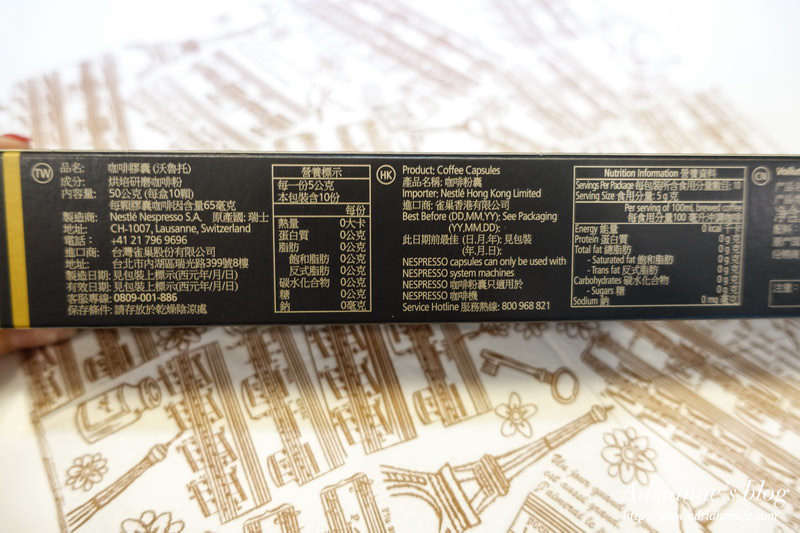 TW
品名: 咖啡膠囊 (沃魯托)
成分: 烘培研磨咖啡粉
內容量: 50公克 (每盒10顆)
每顆膠囊咖啡因含量65毫克
製造商: Nestlé Nespresso S.A. 原產國: 瑞士
地址: CH-1007, Lausanne, Switzerland
電話: +41 21 796 9696
進口商: 台灣雀巢股份有限公司
地址: 台北市內湖區瑞光路399號8樓
製造日期: 見包裝上標示(西元年/月/日)
有效日期: 見包裝上標示(西元年/月/日)
客服專線: 0809-001-886
保存條件: 請存放於乾燥陰涼處
營養標示
每一份5公克
本包裝含10份
每份
熱量 0大卡
蛋白質 0公克
脂肪 0公克
飽和脂肪 0公克
反式脂肪 0公克
碳水化合物 0公克
糖 0公克
鈉 0毫克
HK
Product: Coffee Capsules
產品名稱: 咖啡粉囊
Importer: Nestlé Hong Kong Limited
進口商: 雀巢香港有限公司
Best Before (DD,MM,YY): See Packaging
(YY,MM,DD):
此日期前最佳 (日,月,年): 見包裝
(年,月,日):
NESPRESSO capsules can only be used with
NESPRESSO system machines
NESPRESSO 咖啡粉囊只適用於
NESPRESSO 咖啡機
Service Hotline 服務熱線: 800 968 821
Nutrition Information 營養資料
Servings Per Package 每包裝所含食用分量數目: 10
Serving Size 食用分量: 5 g 克
Per serving of 100mL brewed coffee
每食用分量100 毫升沖調咖啡
Energy 能量 0 kcal 千卡
Protein 蛋白質 0 g 克
Total fat 總脂肪 0 g 克
- Saturated fat 飽和脂肪 0 g 克
- Trans fat 反式脂肪 0 g 克
Carbohydrates 碳水化合物 0 g 克
- Sugars 糖 0 g 克
Sodium 鈉 0 mg 毫克
CN
主要:
Adrianne's blog